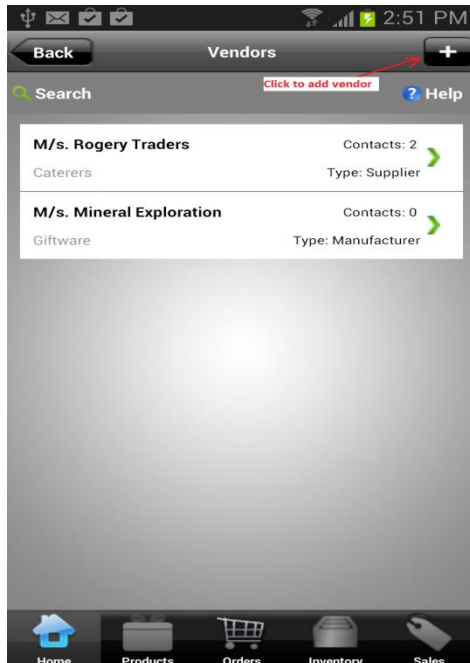 2:51 PM
Back Vendors +
Click to add vendor
Search ? Help
M/s. Rogery Traders Contacts: 2
Caterers Type: Supplier
M/s. Mineral Exploration Contacts: 0
Giftware Type: Manufacturer
Home Products Orders Inventory Sales